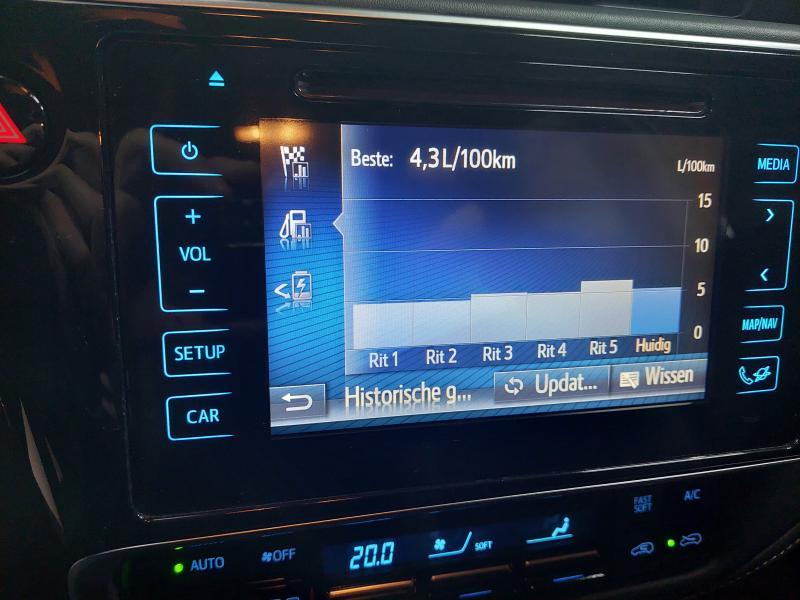 Beste: 4,3 L/100km
L/100km
15
10
5
0
Rit 1 Rit 2 Rit 3 Rit 4 Rit 5 Huidig
Historische g... Updat... Wissen
VOL
SETUP
CAR
MEDIA
MAP/NAV
AUTO
OFF
20.0
SOFT
FAST
SOFT
A/C